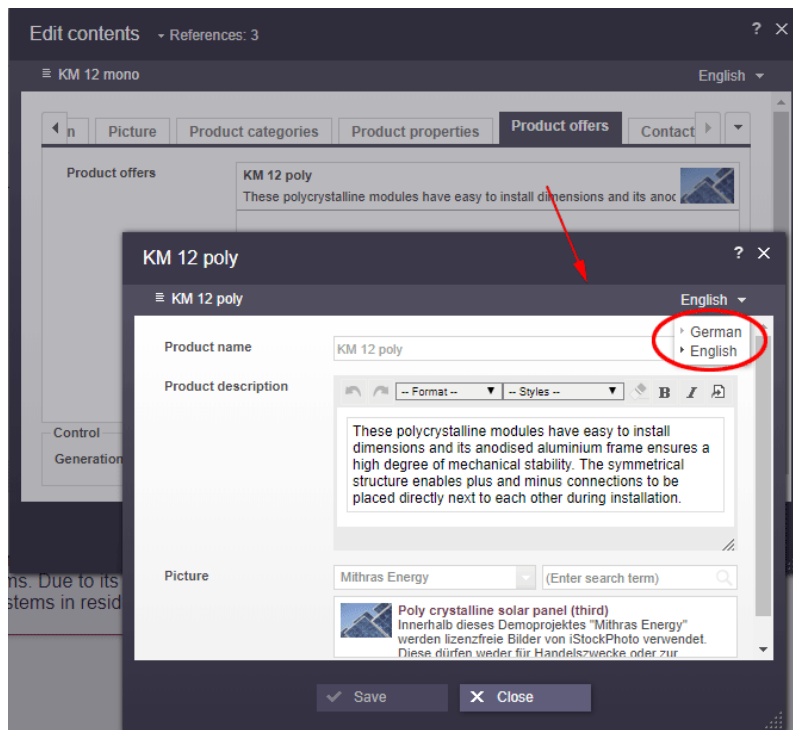 Edit contents References: 3 ?
KM 12 mono English
n Picture Product categories Product properties Product offers Contact
Product offers
KM 12 poly
These polycrystalline modules have easy to install dimensions and its anoc
KM 12 poly ?
KM 12 poly English
German
English
Product name KM 12 poly
Product description
-- Format -- -- Styles -- B I
These polycrystalline modules have easy to install
dimensions and its anodised aluminium frame ensures a
high degree of mechanical stability. The symmetrical
structure enables plus and minus connections to be
placed directly next to each other during installation.
Control
Generation
ms. Due to its
stems in resid
Picture Mithras Energy (Enter search term)
Poly crystalline solar panel (third)
Innerhalb dieses Demoprojektes "Mithras Energy"
werden lizenzfreie Bilder von iStockPhoto verwendet.
Diese dürfen weder für Handelszwecke oder zur
Save Close